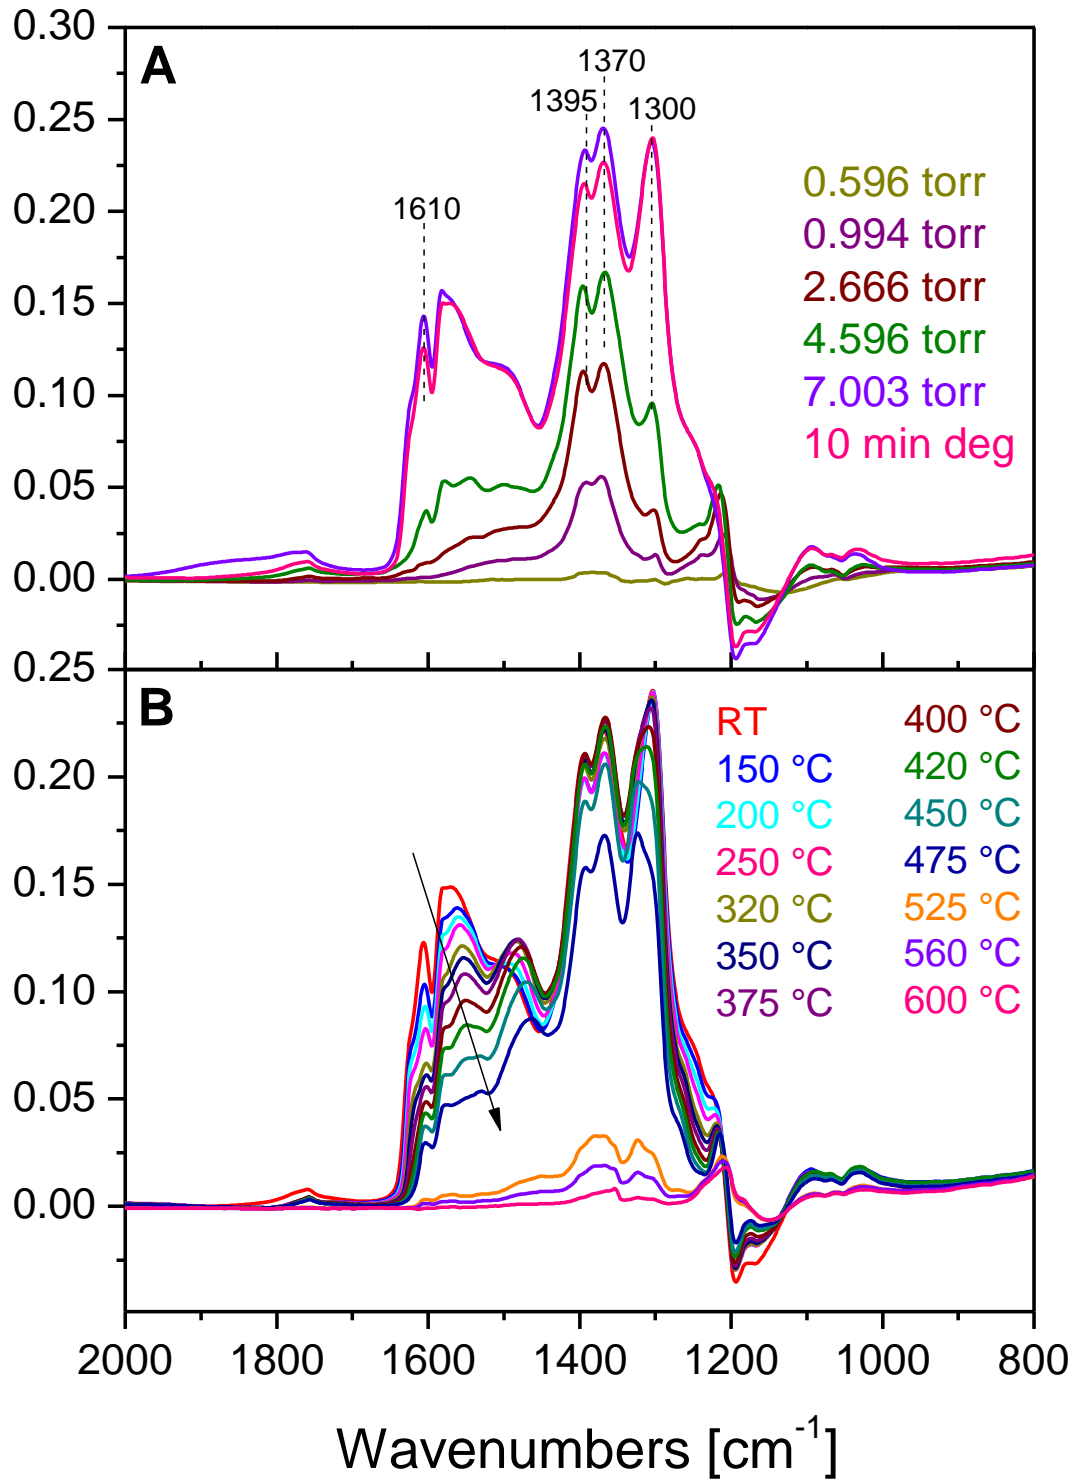 0.30
A
1370
1395
1300
0.25
1610
0.20
0.15
0.10
0.05
0.00
0.596 torr
0.994 torr
2.666 torr
4.596 torr
7.003 torr
10 min deg
0.25
B
0.20
0.15
0.10
0.05
0.00
RT
150 °C
200 °C
250 °C
320 °C
350 °C
375 °C
400 °C
420 °C
450 °C
475 °C
525 °C
560 °C
600 °C
2000 1800 1600 1400 1200 1000 800
Wavenumbers [cm⁻¹]